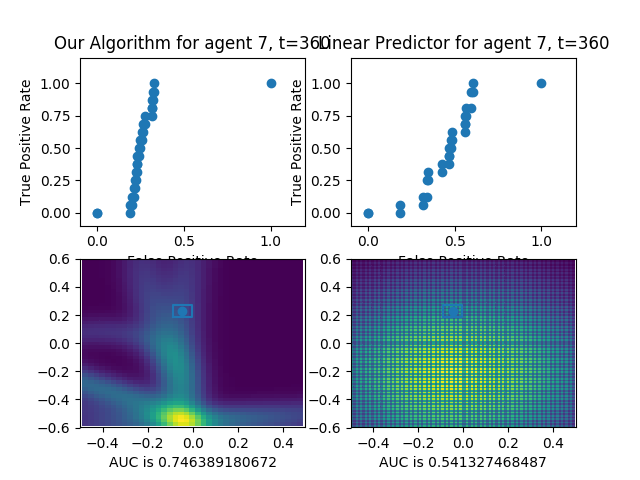 Our Algorithm for agent 7, t=360
Linear Predictor for agent 7, t=360
True Positive Rate
1.00
0.75
0.50
0.25
0.00
0.0 0.5 1.0
False Positive Rate
True Positive Rate
1.00
0.75
0.50
0.25
0.00
0.0 0.5 1.0
False Positive Rate
0.6
0.4
0.2
0.0
−0.2
−0.4
−0.6
−0.4 −0.2 0.0 0.2 0.4
AUC is 0.746389180672
0.6
0.4
0.2
0.0
−0.2
−0.4
−0.6
−0.4 −0.2 0.0 0.2 0.4
AUC is 0.541327468487